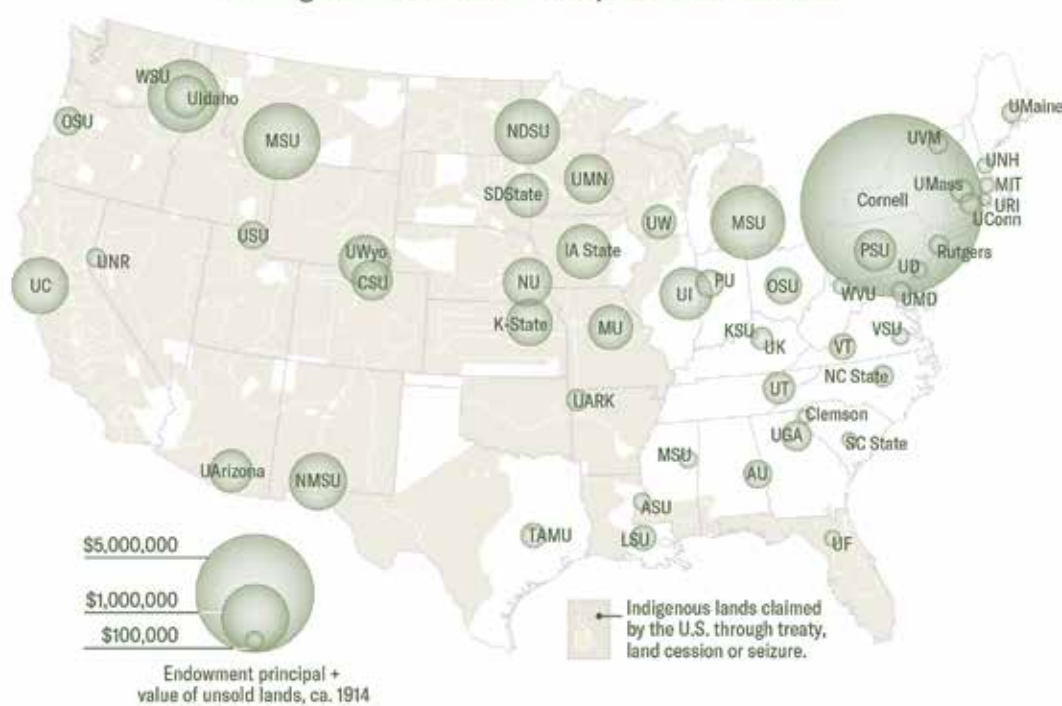 WSU
UIdaho
OSU
MSU
NDSU
UMN
SDState
UW
MSU
UMaine
UVM
UNH
UMass
MIT
Cornell
URI
UConn
USU
UWyo
IA State
PSU
Rutgers
UNR
UD
UC
CSU
NU
UI
PU
OSU
WVU
UMD
K-State
MU
KSU
UK
VT
VSU
UT
NC State
UARK
Clemson
UGA
SC State
MSU
AU
UArizona
NMSU
ASU
TAMU
LSU
UF
$5,000,000
$1,000,000
$100,000
Endowment principal +
value of unsold lands, ca. 1914
Indigenous lands claimed
by the U.S. through treaty,
land cession or seizure.